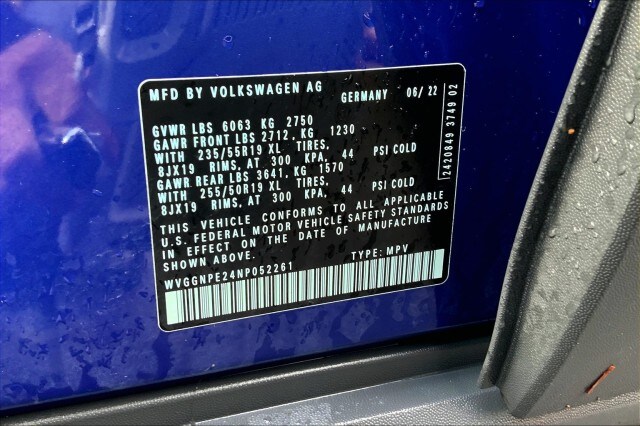 MFD BY VOLKSWAGEN AG
GERMANY 06/ 22
GVWR LBS 6063 KG 2750
GAWR FRONT LBS 2712, KG 1230
WITH 235/55R19 XL TIRES,
8JX19 RIMS, AT 300 KPA, 44 PSI COLD
GAWR REAR LBS 3641, KG 1570
WITH 255/50R19 XL TIRES,
8JX19 RIMS, AT 300 KPA, 44 PSI COLD
THIS VEHICLE CONFORMS TO ALL APPLICABLE
U.S. FEDERAL MOTOR VEHICLE SAFETY STANDARDS
IN EFFECT ON THE DATE OF MANUFACTURE
SHOWN ABOVE.
WVGGNPE24NP052261 TYPE: MPV
2420849 3749 02